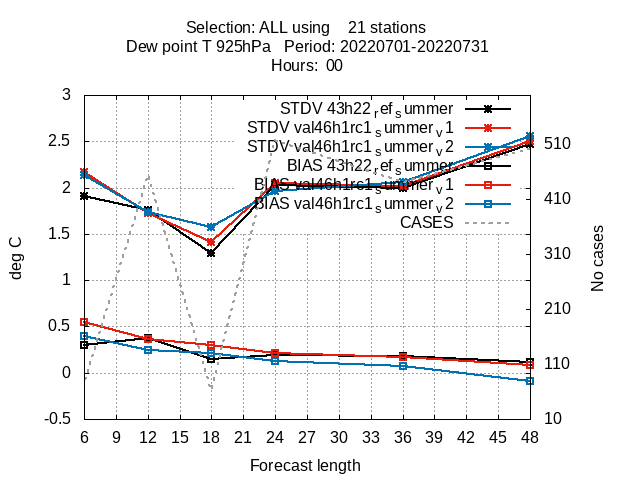 Selection: ALL using    21 stations
Dew point T 925hPa   Period: 20220701-20220731
Hours:  00
STDV 43h22_ref_summer
STDV val46h1rc1_summer_v1
STDV val46h1rc1_summer_v2
BIAS 43h22_ref_summer
BIAS val46h1rc1_summer_v1
BIAS val46h1rc1_summer_v2
CASES
deg C
3
2.5
2
1.5
1
0.5
0
-0.5
No cases
510
410
310
210
110
10
6 9 12 15 18 21 24 27 30 33 36 39 42 45 48
Forecast length